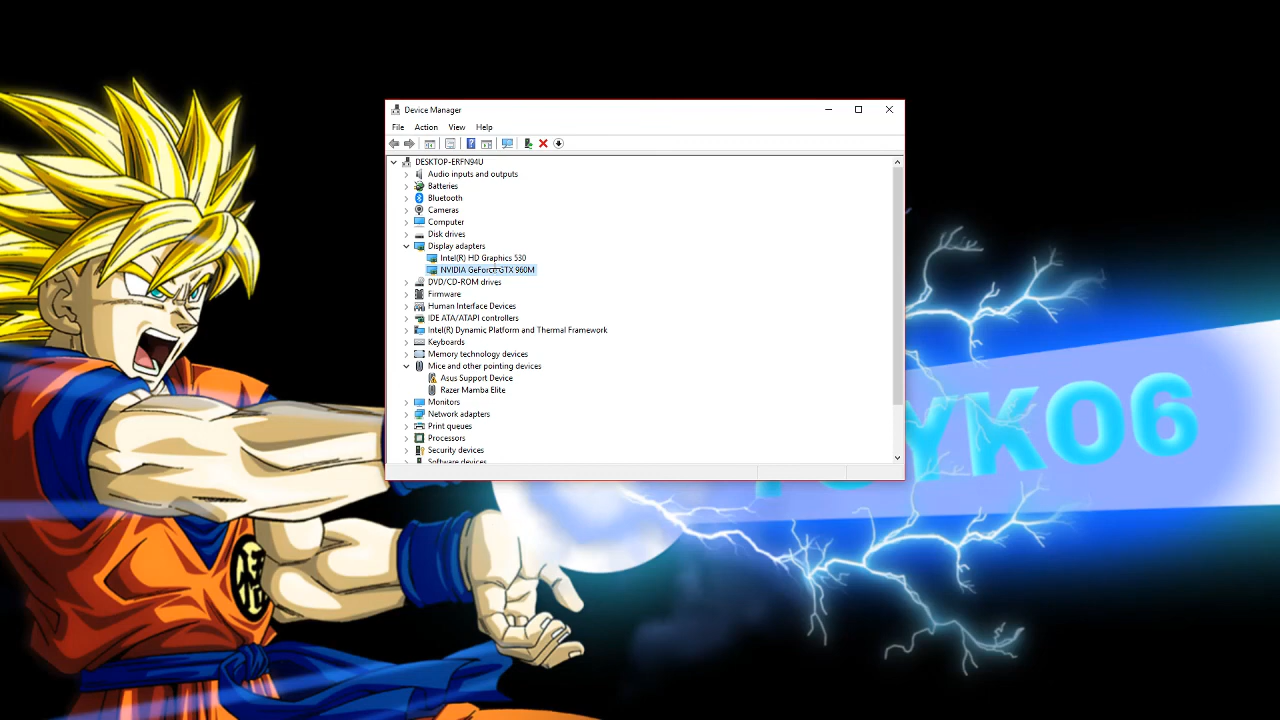 Device Manager
File Action View Help
DESKTOP-ERFN94U
Audio inputs and outputs
Batteries
Bluetooth
Cameras
Computer
Disk drives
Display adapters
Intel(R) HD Graphics 530
NVIDIA GeForce GTX 960M
DVD/CD-ROM drives
Firmware
Human Interface Devices
IDE ATA/ATAPI controllers
Intel(R) Dynamic Platform and Thermal Framework
Keyboards
Memory technology devices
Mice and other pointing devices
Asus Support Device
Razer Mamba Elite
Monitors
Network adapters
Print queues
Processors
Security devices
Software devices
YK06
悟